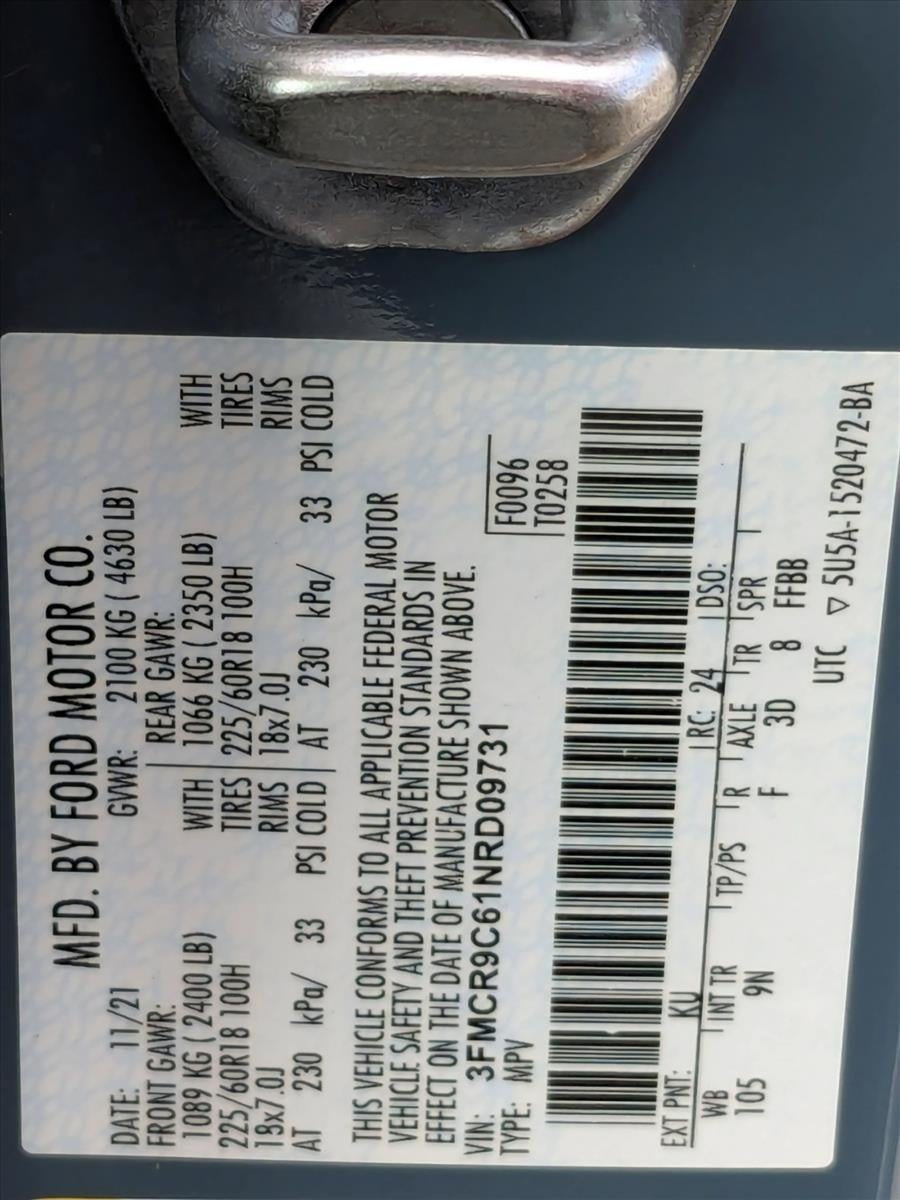 MFD. BY FORD MOTOR CO.
DATE: 11/21 GVWR: 2100 KG ( 4630 LB)
FRONT GAWR: REAR GAWR:
1089 KG ( 2400 LB) WITH 1066 KG ( 2350 LB) WITH
225/60R18 100H TIRES 225/60R18 100H TIRES
18x7.0J RIMS 18x7.0J RIMS
AT 230 kPa/ 33 PSI COLD AT 230 kPa/ 33 PSI COLD
THIS VEHICLE CONFORMS TO ALL APPLICABLE FEDERAL MOTOR
VEHICLE SAFETY AND THEFT PREVENTION STANDARDS IN
EFFECT ON THE DATE OF MANUFACTURE SHOWN ABOVE.
VIN: 3FMCR9C61NRD09731 F0096
TYPE: MPV T0258
EXT PNT: KU RC: 24 DSO:
WB INT TR TP/PS R AXLE TR SPR
105 9N F 3D 8 FFBB
UTC ▽ 5U5A-1520472-BA